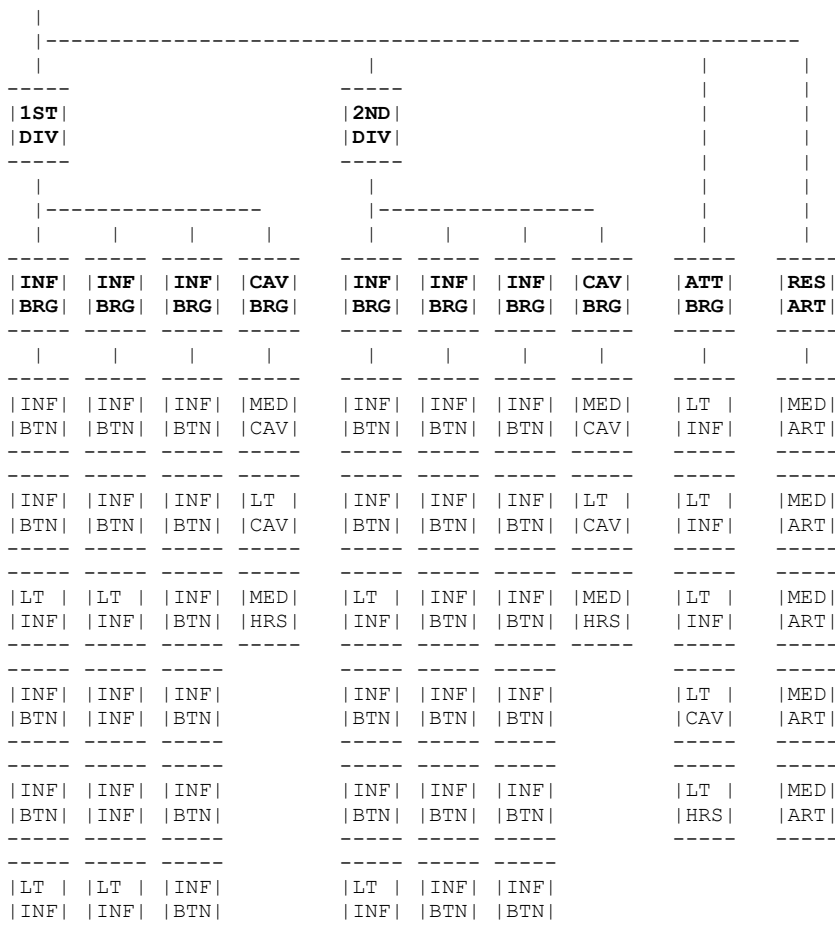 |1ST| |2ND|
|DIV| |DIV|
|INF| |INF| |INF| |CAV| |INF| |INF| |INF| |CAV| |ATT| |RES|
|BRG| |BRG| |BRG| |BRG| |BRG| |BRG| |BRG| |BRG| |BRG| |ART|
|INF| |INF| |INF| |MED| |INF| |INF| |INF| |MED| |LT | |MED|
|BTN| |BTN| |BTN| |CAV| |BTN| |BTN| |BTN| |CAV| |INF| |ART|
|INF| |INF| |INF| |LT | |INF| |INF| |INF| |LT | |LT | |MED|
|BTN| |BTN| |BTN| |CAV| |BTN| |BTN| |BTN| |CAV| |INF| |ART|
|LT | |LT | |INF| |MED| |LT | |INF| |INF| |MED| |LT | |MED|
|INF| |INF| |BTN| |HRS| |INF| |BTN| |BTN| |HRS| |INF| |ART|
|INF| |INF| |INF| |INF| |INF| |INF| |LT | |MED|
|BTN| |INF| |BTN| |BTN| |BTN| |BTN| |CAV| |ART|
|INF| |INF| |INF| |INF| |INF| |INF| |LT | |MED|
|BTN| |INF| |BTN| |BTN| |BTN| |BTN| |HRS| |ART|
|LT | |LT | |INF| |LT | |INF| |INF|
|INF| |INF| |BTN| |INF| |BTN| |BTN|